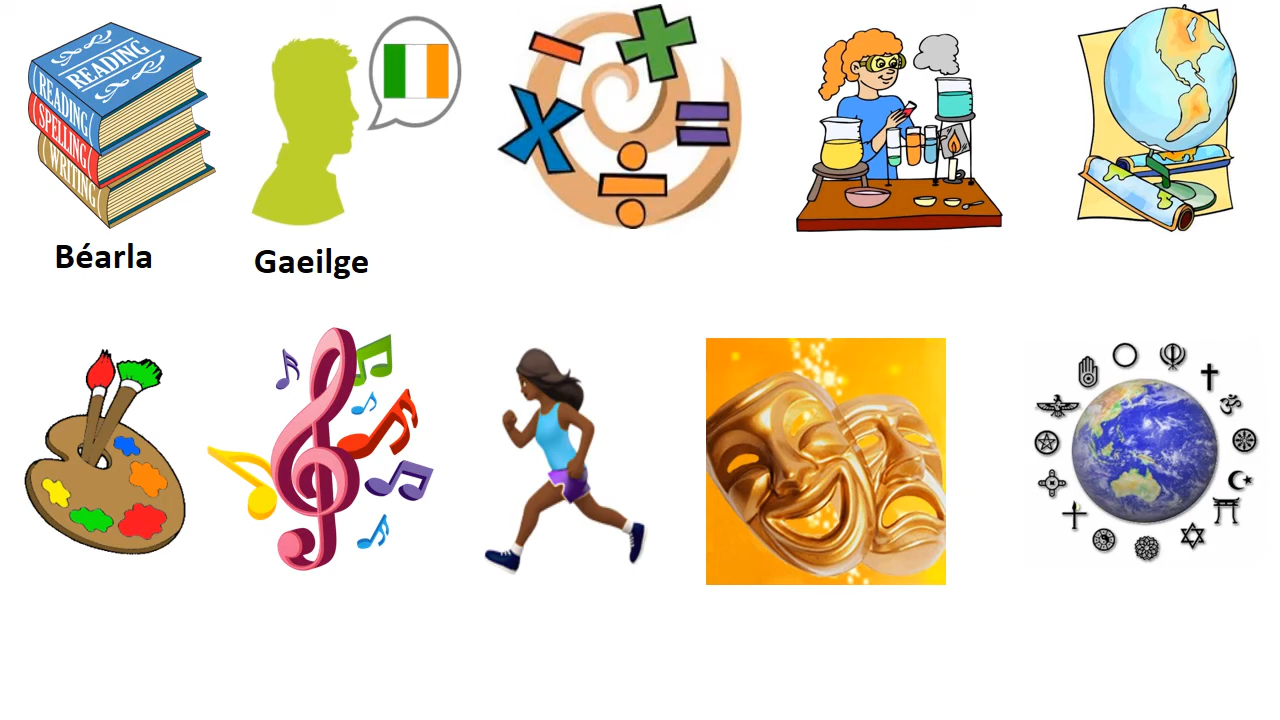 READING
READING
SPELLING
WRITING
Béarla
Gaeilge